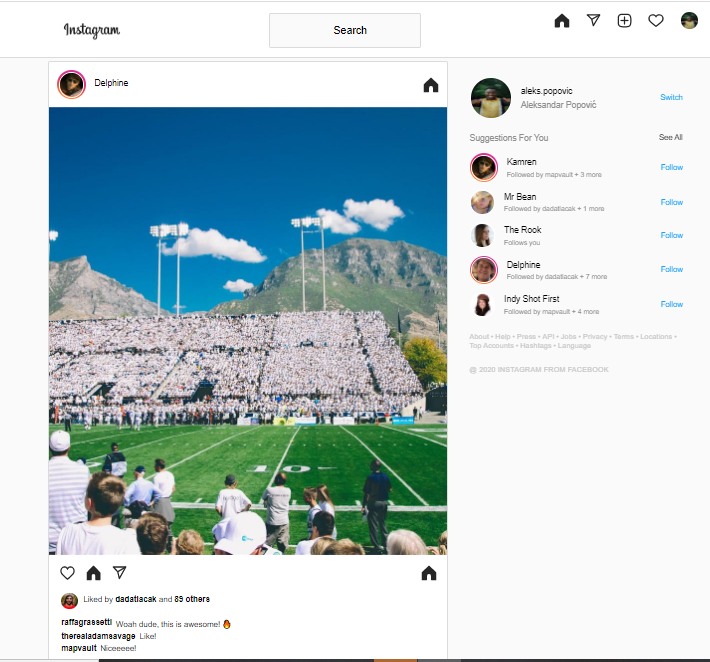 Instagram
Search
Delphine
aleks.popovic
Aleksandar Popovič
Switch
Suggestions For You
See All
Kamren
Followed by mapvault + 3 more
Follow
Mr Bean
Followed by dadatlacak + 1 more
Follow
The Rook
Follows you
Follow
Delphine
Followed by dadatlacak + 7 more
Follow
Indy Shot First
Followed by mapvault + 4 more
Follow
About • Help • Press • API • Jobs • Privacy • Terms • Locations •
Top Accounts • Hashtags • Language
@ 2020 INSTAGRAM FROM FACEBOOK
10
Liked by dadatlacak and 89 others
raffagrassetti Woah dude, this is awesome! 🔥
therealadamsavage Like!
mapvault Niceeeee!